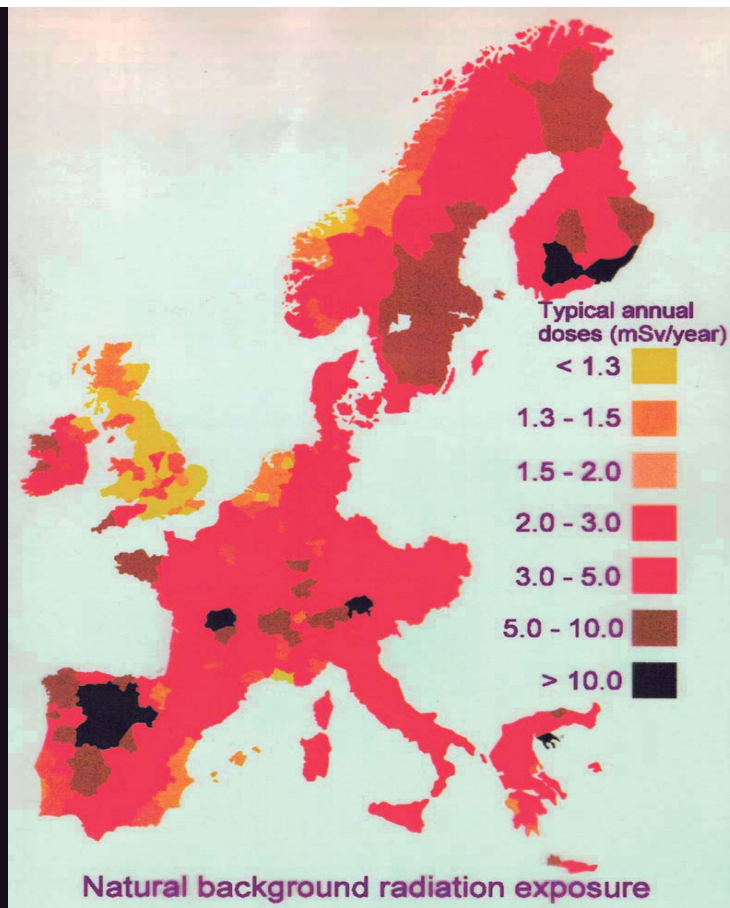 Typical annual
doses (mSv/year)
< 1.3
1.3 - 1.5
1.5 - 2.0
2.0 - 3.0
3.0 - 5.0
5.0 - 10.0
> 10.0
Natural background radiation exposure